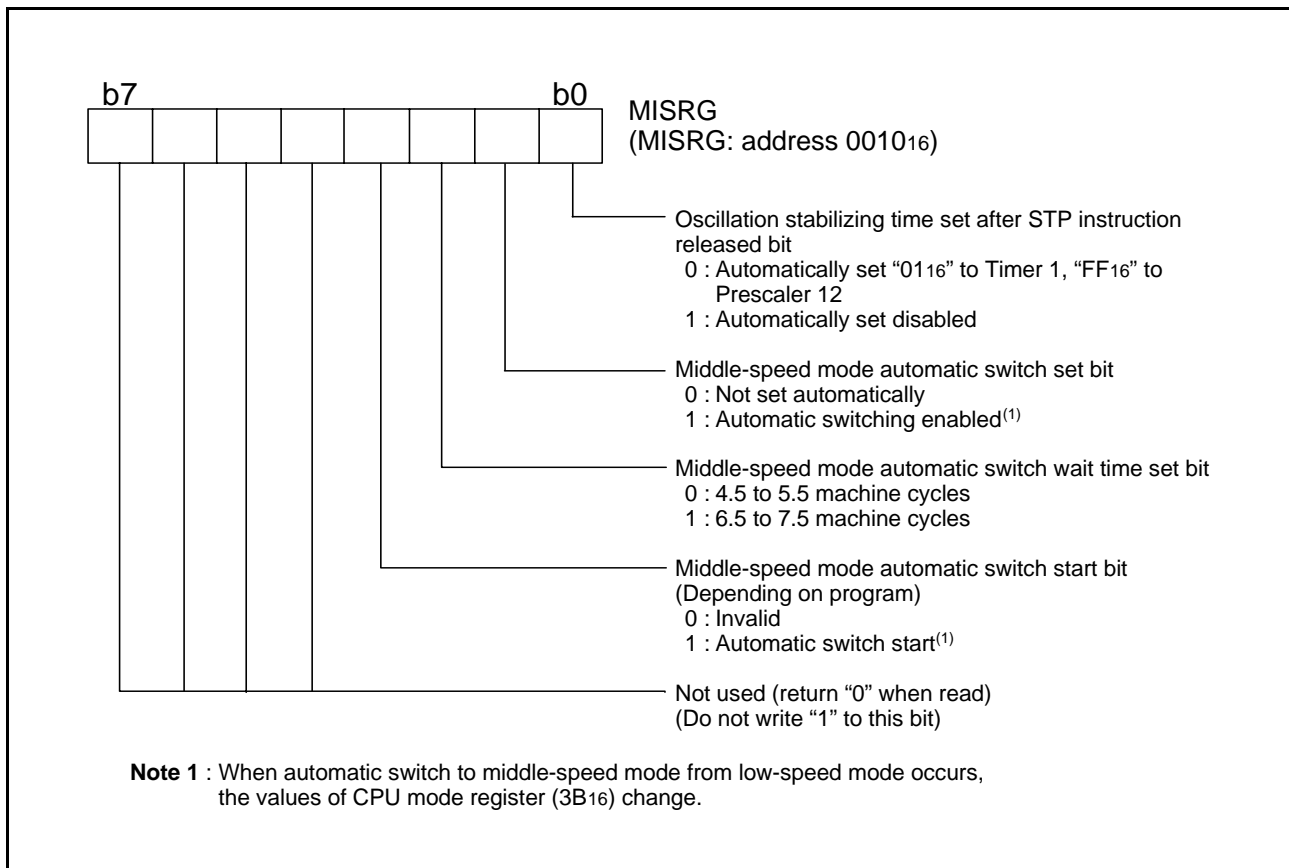 b7 b0
MISRG
(MISRG: address 001016)
Oscillation stabilizing time set after STP instruction
released bit
0 : Automatically set “0116” to Timer 1, “FF16” to
Prescaler 12
1 : Automatically set disabled
Middle-speed mode automatic switch set bit
0 : Not set automatically
1 : Automatic switching enabled(1)
Middle-speed mode automatic switch wait time set bit
0 : 4.5 to 5.5 machine cycles
1 : 6.5 to 7.5 machine cycles
Middle-speed mode automatic switch start bit
(Depending on program)
0 : Invalid
1 : Automatic switch start(1)
Not used (return “0” when read)
(Do not write “1” to this bit)
Note 1 : When automatic switch to middle-speed mode from low-speed mode occurs,
the values of CPU mode register (3B16) change.